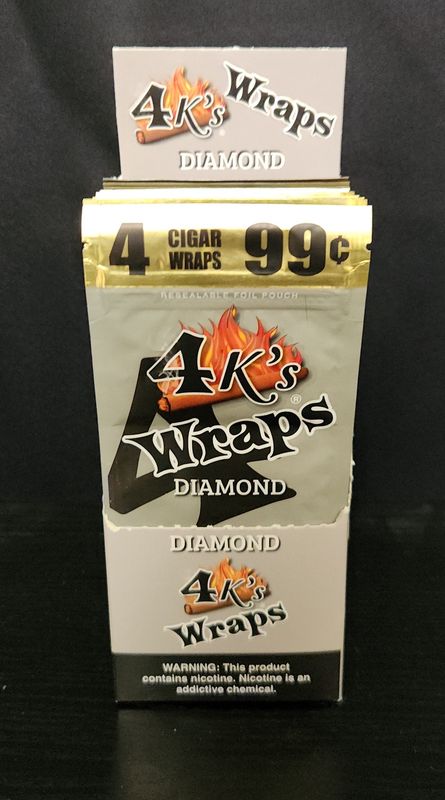 4K's Wraps
®
DIAMOND
4 CIGAR WRAPS 99¢
RESEALABLE FOIL POUCH
4K's
®
Wraps
DIAMOND
DIAMOND
4K's
Wraps
WARNING: This product
contains nicotine. Nicotine is an
addictive chemical.